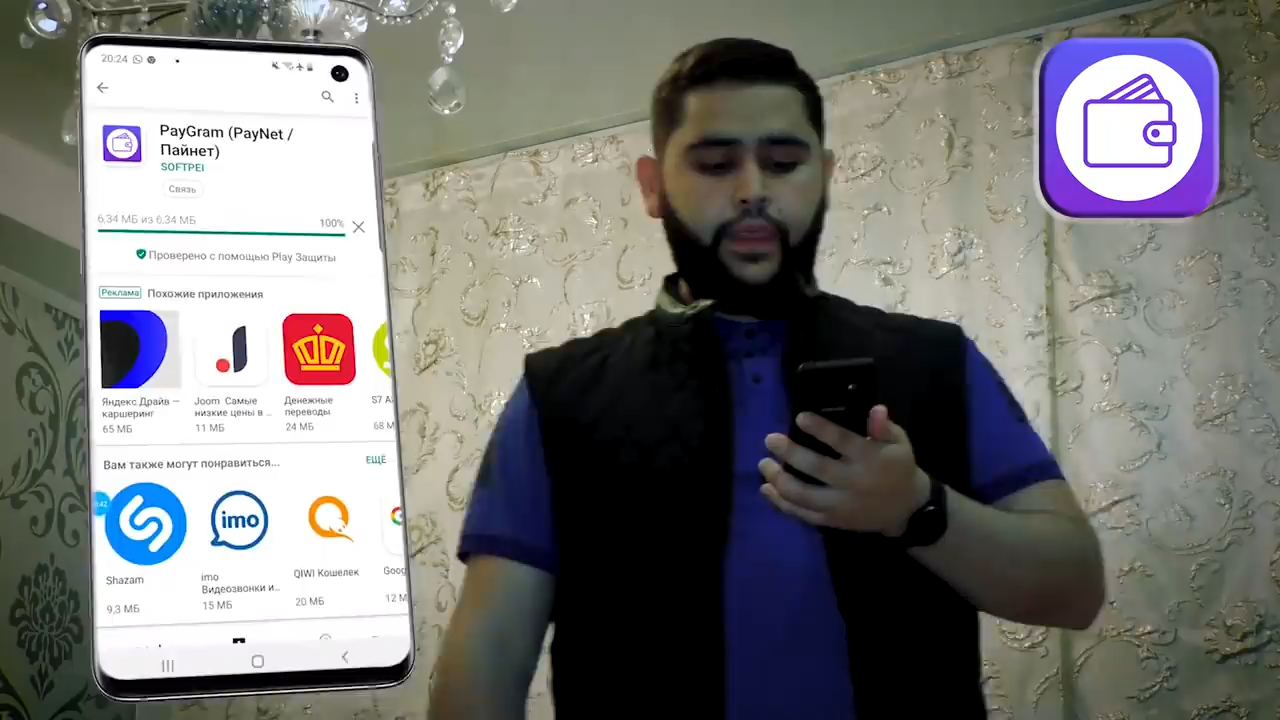 20:24
PayGram (PayNet /
Пайнет)
SOFTPEI
Связь
6,34 МБ из 6,34 МБ 100%
Проверено с помощью Play Защиты
Реклама Похожие приложения
Яндекс.Драйв —
каршеринг
65 МБ
Joom Самые
низкие цены в ...
11 МБ
Денежные
переводы
24 МБ
S7 A
68 М
Вам также могут понравиться... ЕЩЁ
imo
Shazam
9,3 МБ
imo
Видеозвонки и...
15 МБ
QIWI Кошелек
20 МБ
Goog
12 М